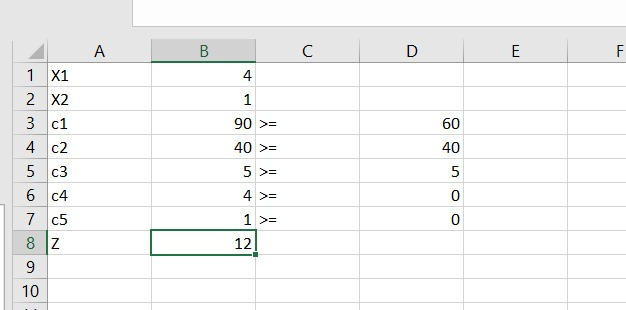 A B C D E F
1 X1 4
2 X2 1
3 c1 90 >= 60
4 c2 40 >= 40
5 c3 5 >= 5
6 c4 4 >= 0
7 c5 1 >= 0
8 Z 12
9
10